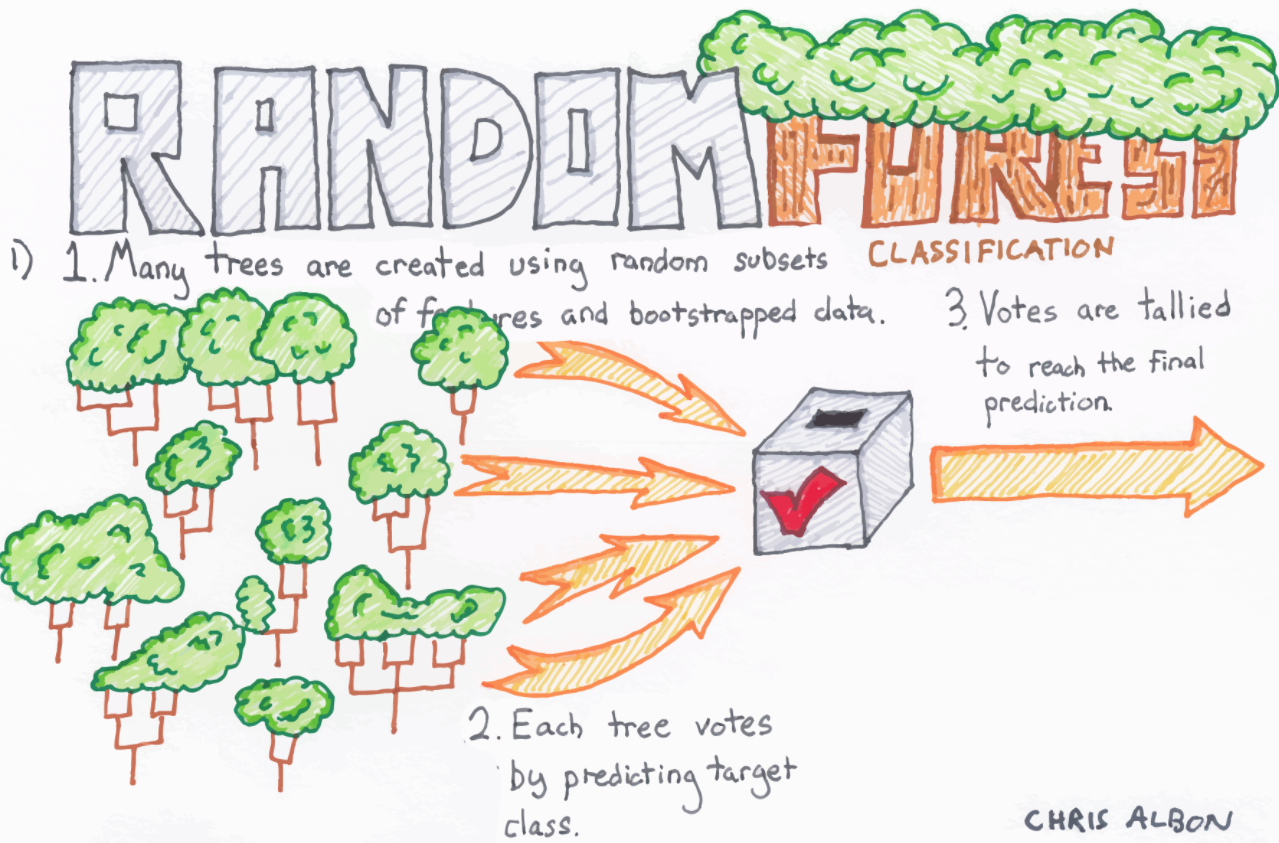 RANDOM FOREST
CLASSIFICATION
1) 1. Many trees are created using random subsets
of features and bootstrapped data.
3. Votes are tallied
to reach the final
prediction.
2. Each tree votes
by predicting target
class.
CHRIS ALBON